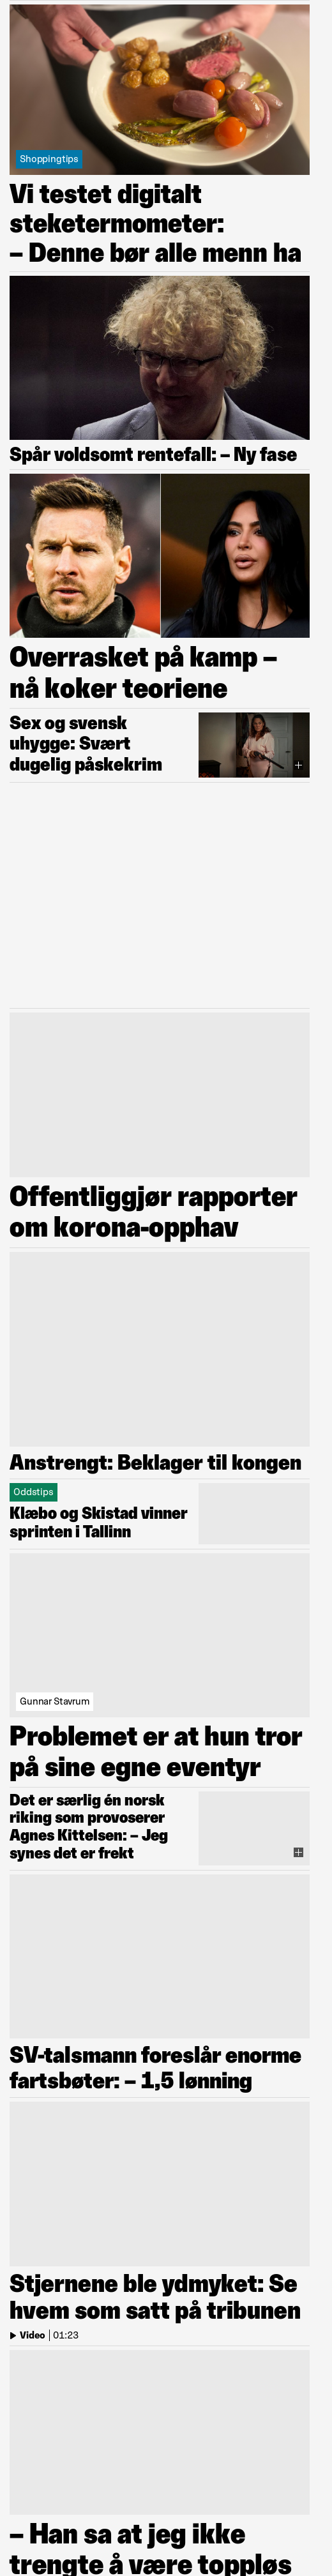 Shoppingtips
Vi testet digitalt
steketermometer:
– Denne bør alle menn ha
Spår voldsomt rentefall: – Ny fase
Overrasket på kamp –
nå koker teoriene
Sex og svensk
uhygge: Svært
dugelig påskekrim
Offentliggjør rapporter
om korona-opphav
Anstrengt: Beklager til kongen
Oddstips
Klæbo og Skistad vinner
sprinten i Tallinn
Gunnar Stavrum
Problemet er at hun tror
på sine egne eventyr
Det er særlig én norsk
riking som provoserer
Agnes Kittelsen: – Jeg
synes det er frekt
SV-talsmann foreslår enorme
fartsbøter: – 1,5 lønning
Stjernene ble ydmyket: Se
hvem som satt på tribunen
Video 01:23
– Han sa at jeg ikke
trengte å være toppløs